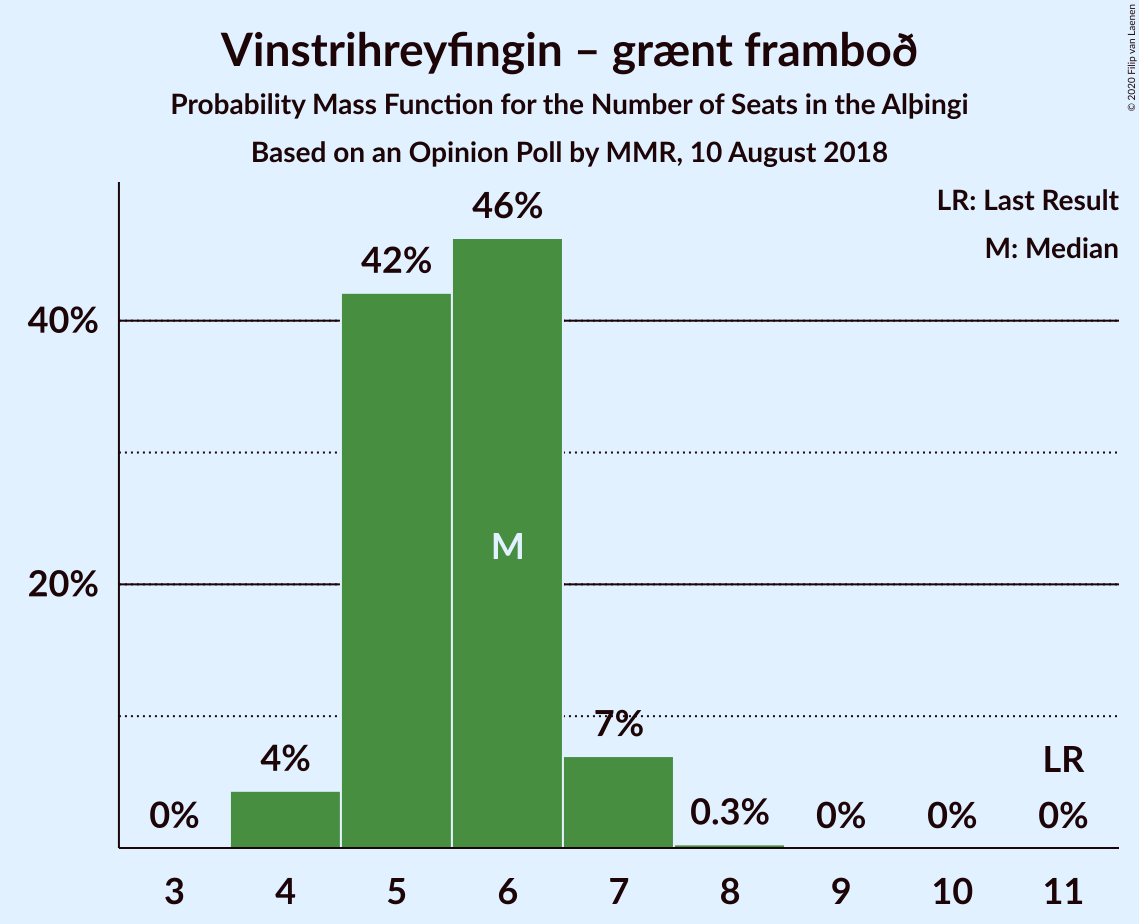 Vinstrihreyfingin – grænt framboð
Probability Mass Function for the Number of Seats in the Alþingi
Based on an Opinion Poll by MMR, 10 August 2018
© 2020 Filip van Laenen
LR: Last Result
M: Median
46%
42%
40%
M
20%
7%
4%
LR
0%
0.3%
0%
0%
0%
3 4 5 6 7 8 9 10 11